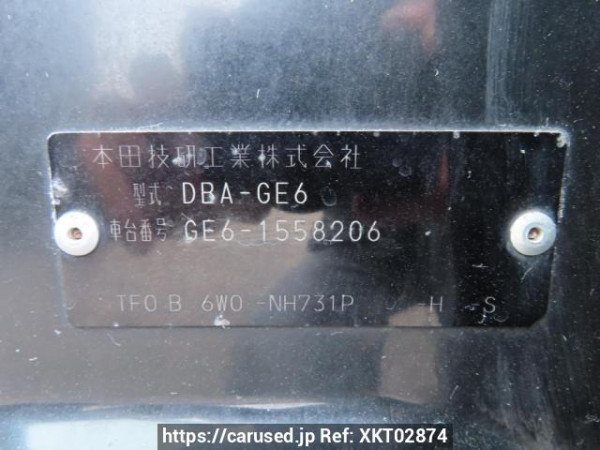 本田技研工業株式会社
型式 DBA-GE6
車台番号 GE6-1558206
TF0 B 6W0 -NH731P -H -S
https://carused.jp Ref: XKT02874